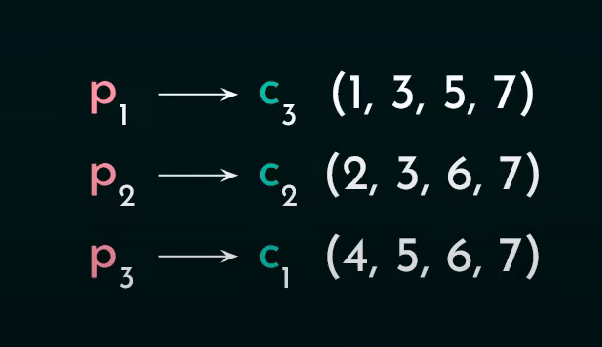 p₁ → c₃ (1, 3, 5, 7)
p₂ → c₂ (2, 3, 6, 7)
p₃ → c₁ (4, 5, 6, 7)